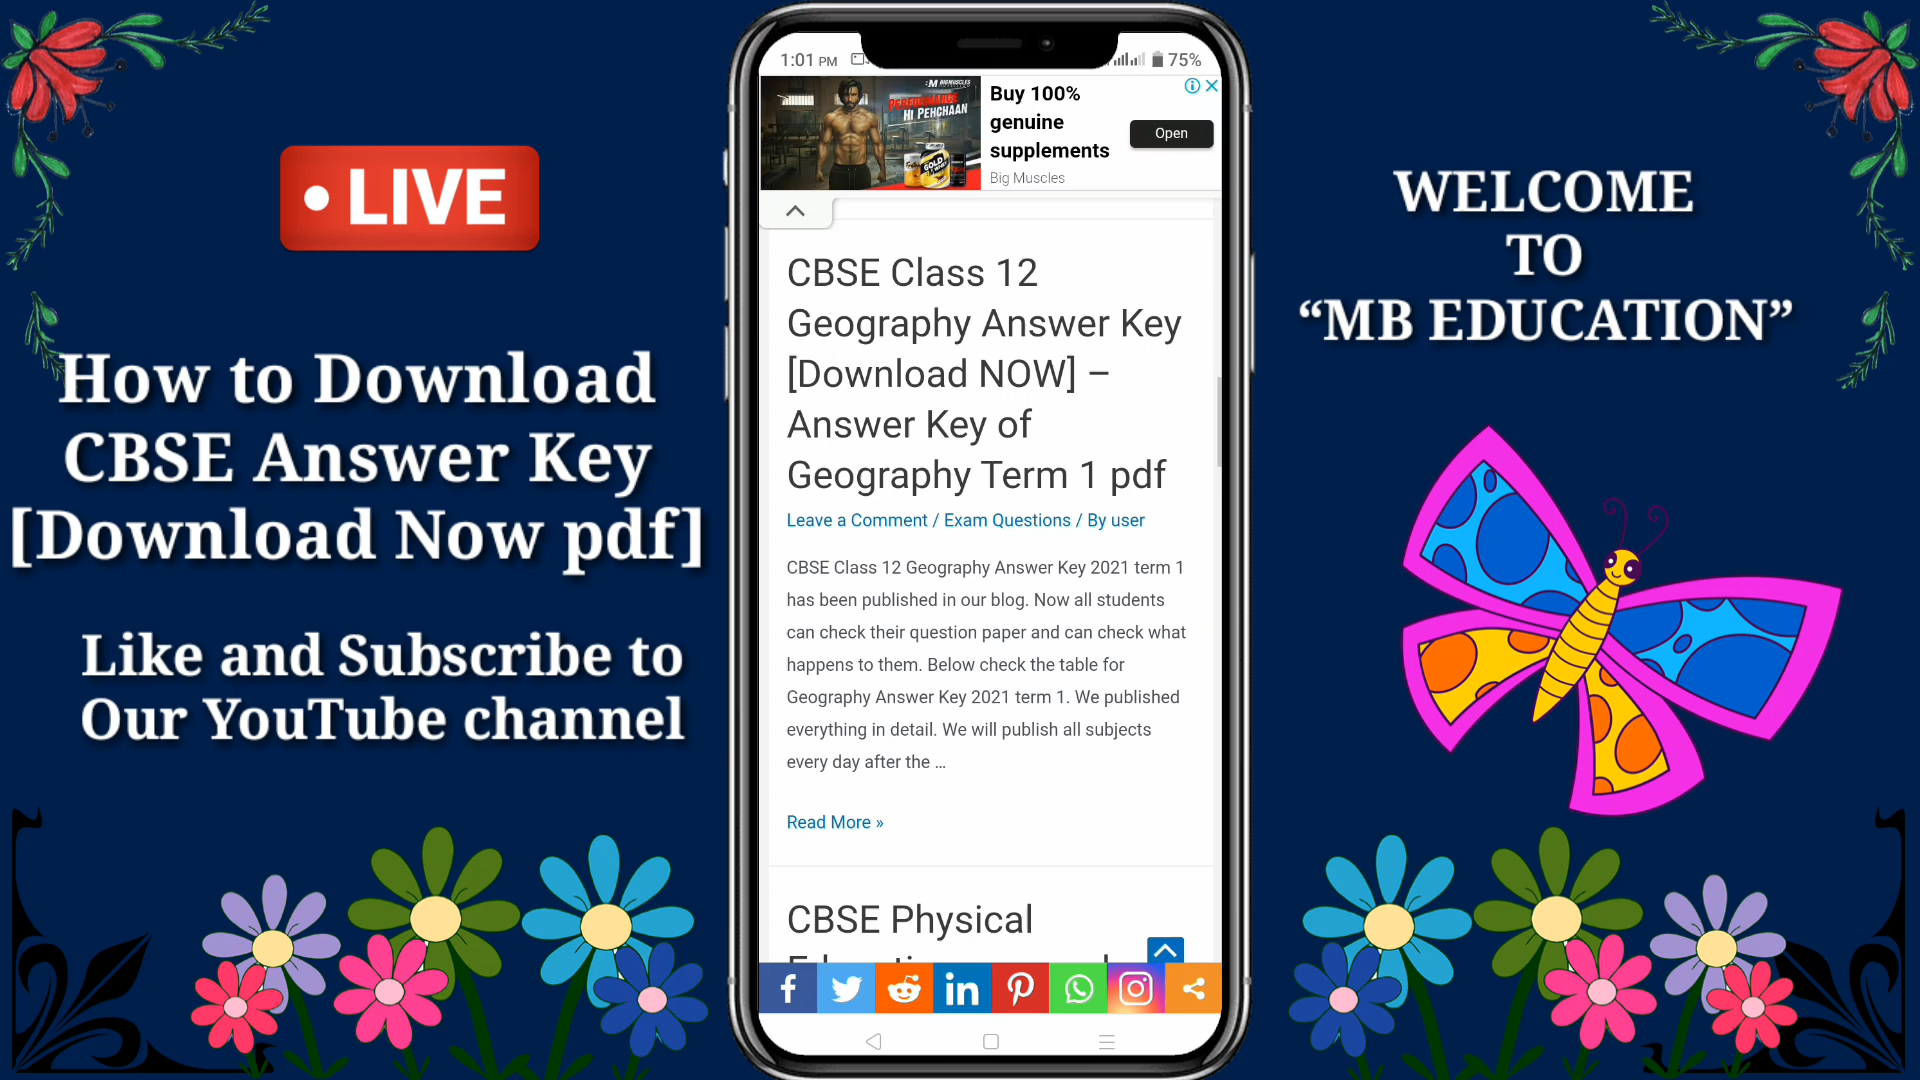 LIVE
How to Download
CBSE Answer Key
[Download Now pdf]
Like and Subscribe to
Our YouTube channel
1:01 PM
75%
PERFORMANCE
HI PEHCHAAN
GOLD
Buy 100%
genuine
supplements
Big Muscles
Open
CBSE Class 12
Geography Answer Key
[Download NOW] –
Answer Key of
Geography Term 1 pdf
Leave a Comment / Exam Questions / By user
CBSE Class 12 Geography Answer Key 2021 term 1
has been published in our blog. Now all students
can check their question paper and can check what
happens to them. Below check the table for
Geography Answer Key 2021 term 1. We published
everything in detail. We will publish all subjects
every day after the ...
Read More »
CBSE Physical
WELCOME
TO
“MB EDUCATION”